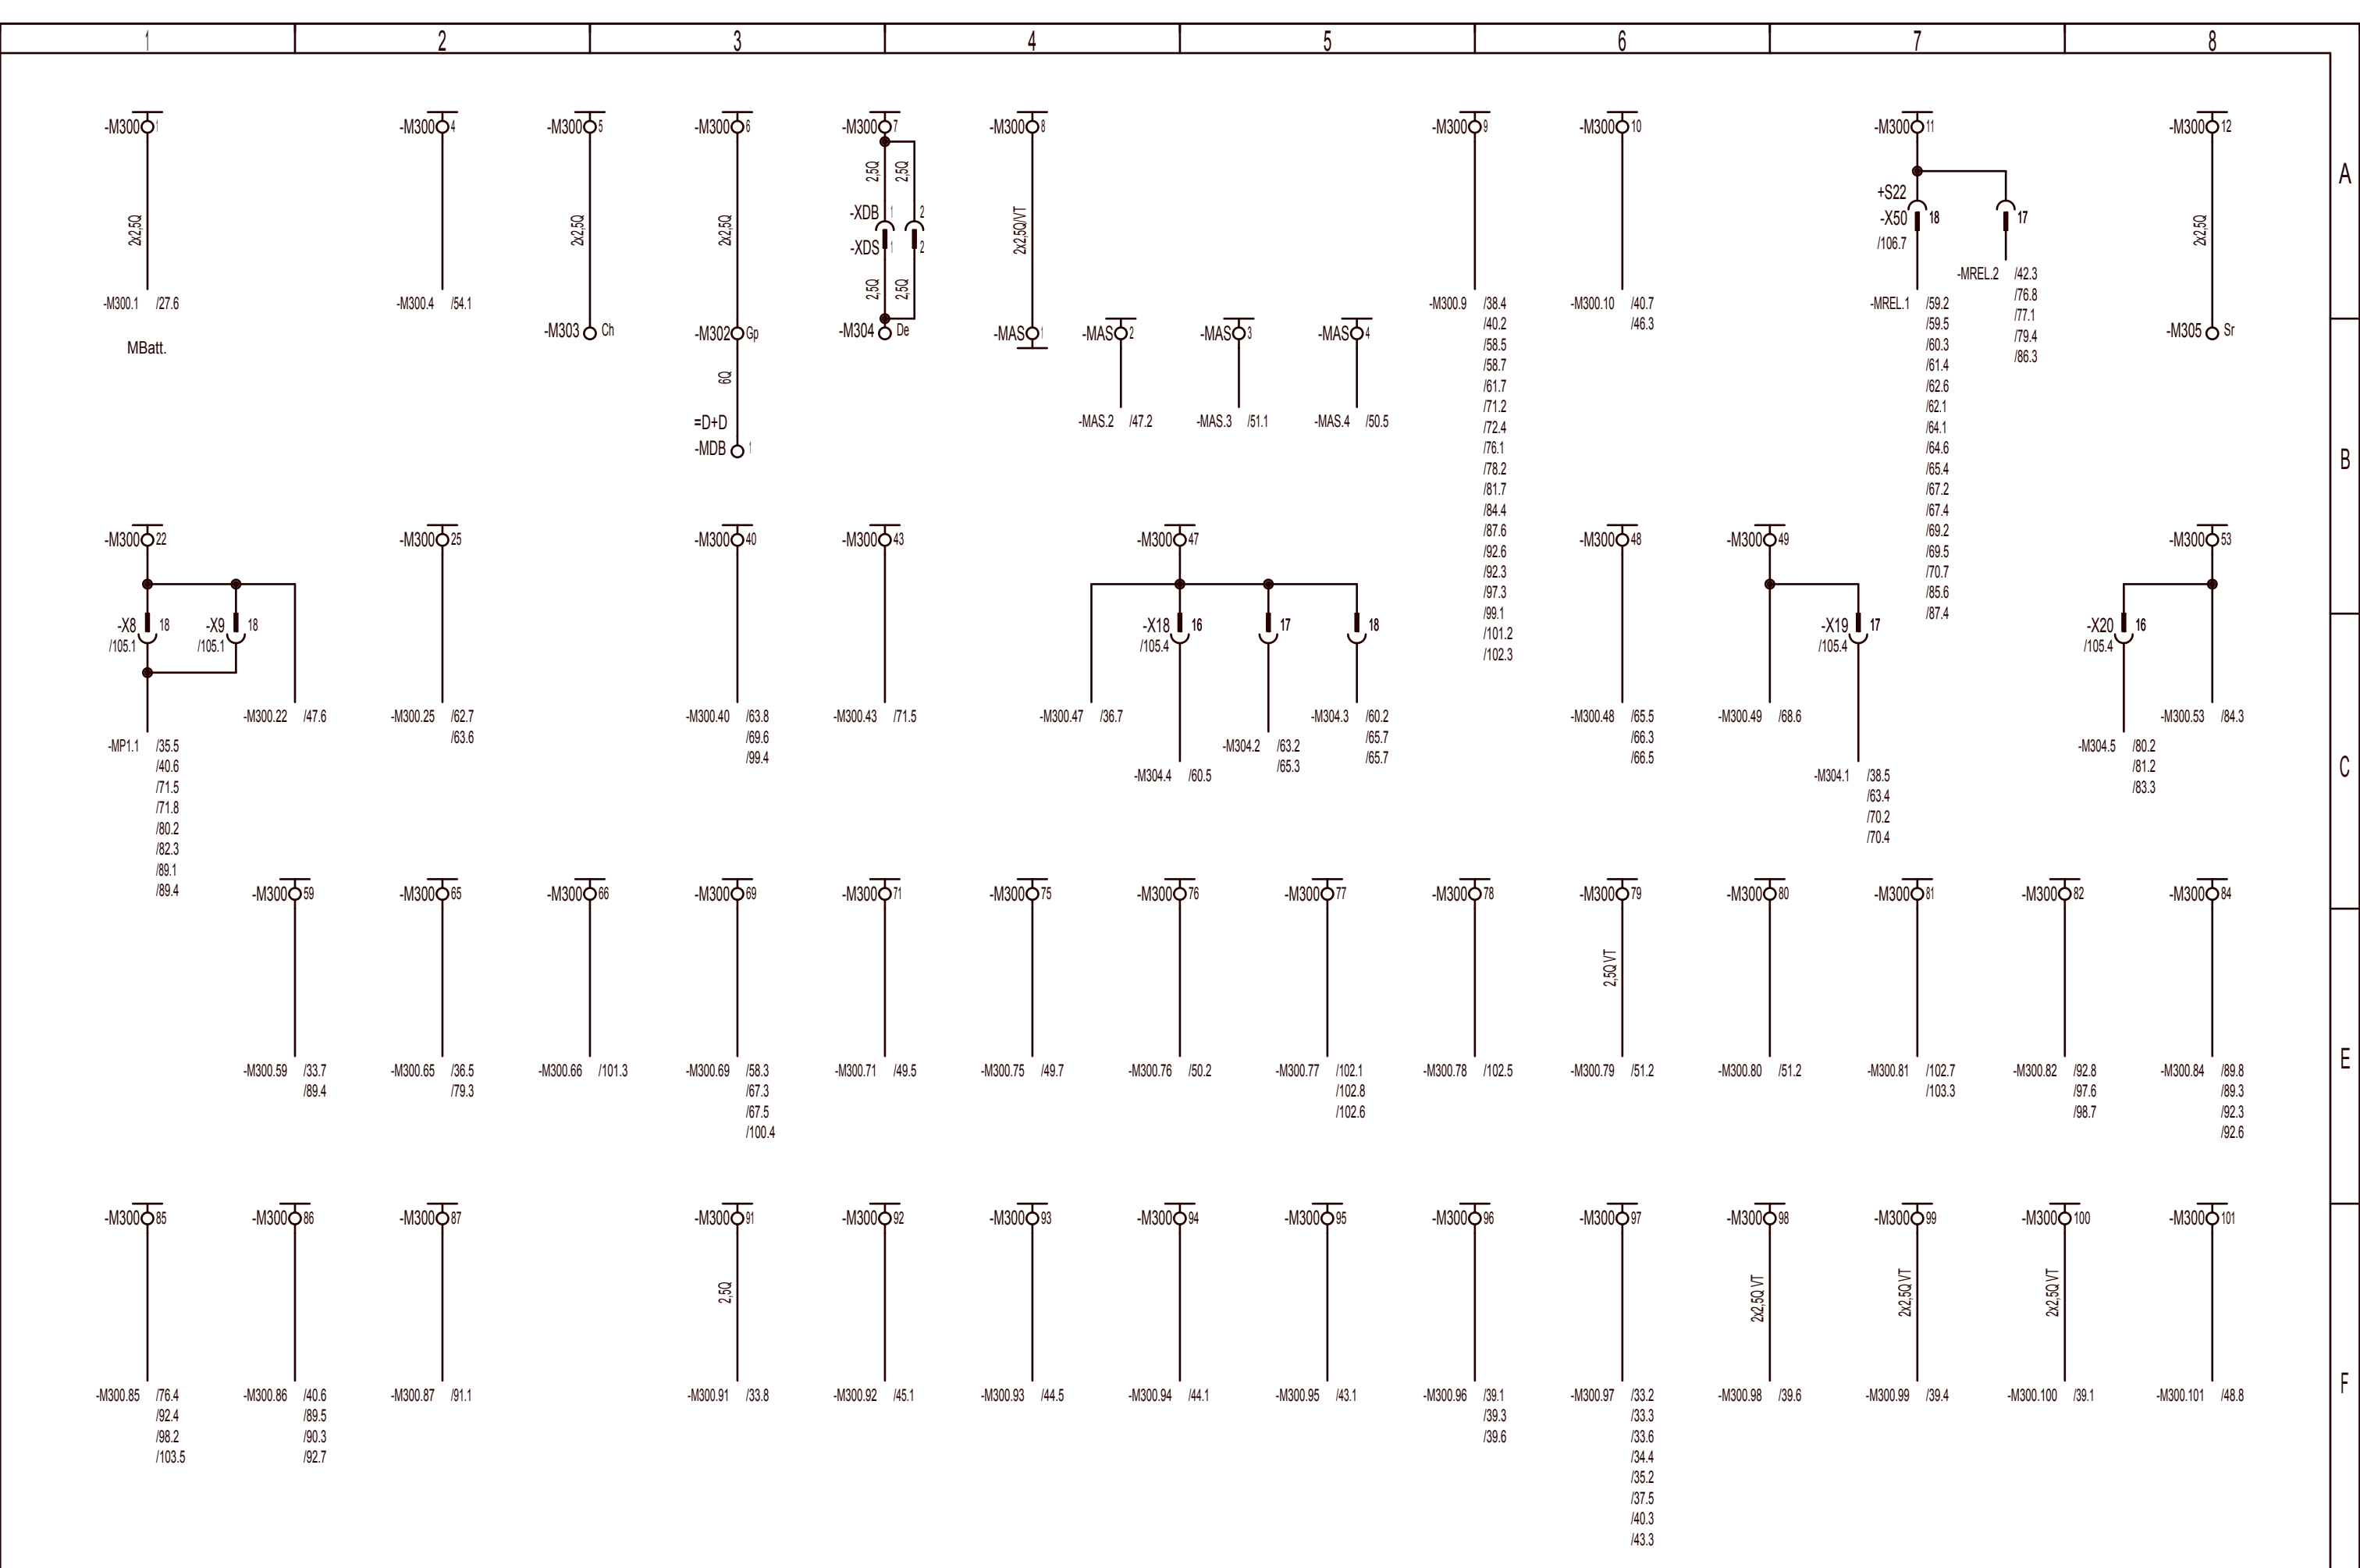 1 2 3 4 5 6 7 8
-M300 1
2x2,5Q
-M300.1 /27.6
MBatt.
-M300 4
-M300.4 /54.1
-M300 5
2x2,5Q
-M303 Ch
-M300 6
2x2,5Q
-M302 Gp
6Q
=D+D
-MDB 1
-M300 7
2,5Q 2,5Q
-XDB 1 2
-XDS 1 2
2,5Q 2,5Q
-M304 De
-M300 8
2x2,5Q/VT
-MAS 1
-MAS 2
-MAS.2 /47.2
-MAS 3
-MAS.3 /51.1
-MAS 4
-MAS.4 /50.5
-M300 9
-M300.9 /38.4
/40.2
/58.5
/58.7
/61.7
/71.2
/72.4
/76.1
/78.2
/81.7
/84.4
/87.6
/92.6
/92.3
/97.3
/99.1
/101.2
/102.3
-M300 10
-M300.10 /40.7
/46.3
-M300 11
+S22
-X50 18 17
/106.7
-MREL.2 /42.3
/76.8
/77.1
/79.4
/86.3
-MREL.1 /59.2
/59.5
/60.3
/61.4
/62.6
/62.1
/64.1
/64.6
/65.4
/67.2
/67.4
/69.2
/69.5
/70.7
/85.6
/87.4
-M300 12
2x2,5Q
-M305 Sr
A
B
-M300 22
-X8 18
/105.1
-X9 18
/105.1
-M300.22 /47.6
-MP1.1 /35.5
/40.6
/71.5
/71.8
/80.2
/82.3
/89.1
/89.4
-M300 25
-M300.25 /62.7
/63.6
-M300 40
-M300.40 /63.8
/69.6
/99.4
-M300 43
-M300.43 /71.5
-M300 47
-X18 16 17 18
/105.4
-M300.47 /36.7
-M304.4 /60.5
-M304.2 /63.2
/65.3
-M304.3 /60.2
/65.7
/65.7
-M300 48
-M300.48 /65.5
/66.3
/66.5
-M300 49
-X19 17
/105.4
-M300.49 /68.6
-M304.1 /38.5
/63.4
/70.2
/70.4
-M300 53
-X20 16
/105.4
-M300.53 /84.3
-M304.5 /80.2
/81.2
/83.3
C
-M300 59
-M300.59 /33.7
/89.4
-M300 65
-M300.65 /36.5
/79.3
-M300 66
-M300.66 /101.3
-M300 69
-M300.69 /58.3
/67.3
/67.5
/100.4
-M300 71
-M300.71 /49.5
-M300 75
-M300.75 /49.7
-M300 76
-M300.76 /50.2
-M300 77
-M300.77 /102.1
/102.8
/102.6
-M300 78
-M300.78 /102.5
-M300 79
2,5Q VT
-M300.79 /51.2
-M300 80
-M300.80 /51.2
-M300 81
-M300.81 /102.7
/103.3
-M300 82
-M300.82 /92.8
/97.6
/98.7
-M300 84
-M300.84 /89.8
/89.3
/92.3
/92.6
E
-M300 85
-M300.85 /76.4
/92.4
/98.2
/103.5
-M300 86
-M300.86 /40.6
/89.5
/90.3
/92.7
-M300 87
-M300.87 /91.1
-M300 91
2,5Q
-M300.91 /33.8
-M300 92
-M300.92 /45.1
-M300 93
-M300.93 /44.5
-M300 94
-M300.94 /44.1
-M300 95
-M300.95 /43.1
-M300 96
-M300.96 /39.1
/39.3
/39.6
-M300 97
-M300.97 /33.2
/33.3
/33.6
/34.4
/35.2
/37.5
/40.3
/43.3
-M300 98
2x2,5Q VT
-M300.98 /39.6
-M300 99
2x2,5Q VT
-M300.99 /39.4
-M300 100
2x2,5Q VT
-M300.100 /39.1
-M300 101
-M300.101 /48.8
F